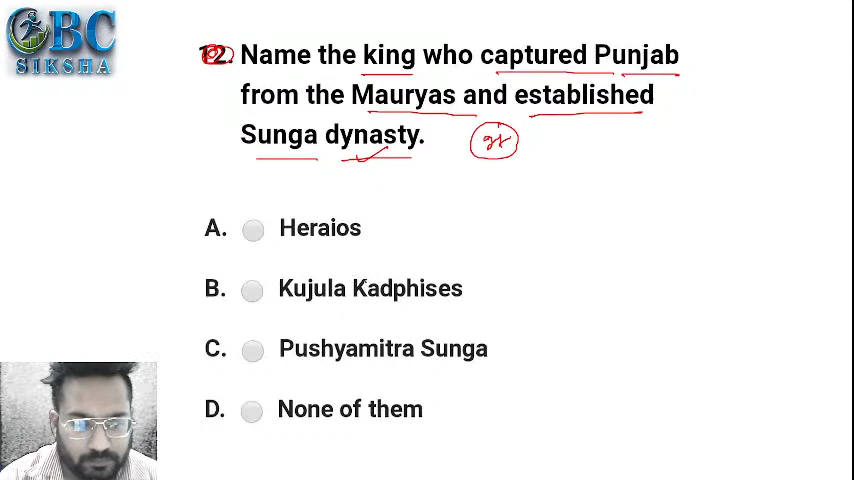 OBC
SIKSHA
12. Name the king who captured Punjab
from the Mauryas and established
Sunga dynasty.
A. Heraios
B. Kujula Kadphises
C. Pushyamitra Sunga
D. None of them